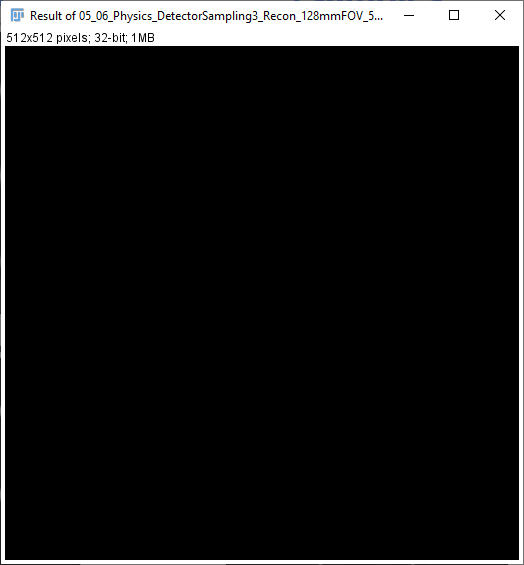 Result of 05_06_Physics_DetectorSampling3_Recon_128mmFOV_5...
512x512 pixels; 32-bit; 1MB